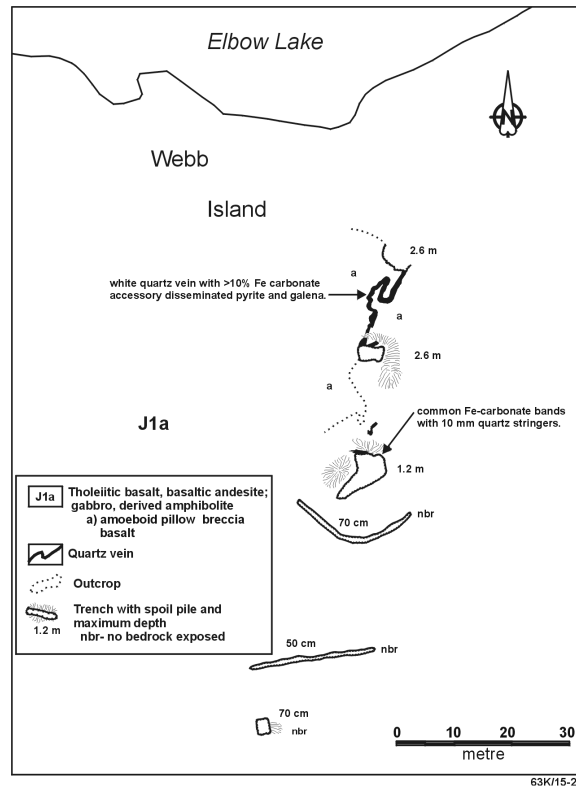 Elbow Lake
N
Webb
Island
2.6 m
a
white quartz vein with >10% Fe carbonate
accessory disseminated pyrite and galena.
a
2.6 m
a
common Fe-carbonate bands
with 10 mm quartz stringers.
J1a
1.2 m
J1a
Tholeiitic basalt, basaltic andesite;
gabbro, derived amphibolite
a) amoeboid pillow breccia
basalt
Quartz vein
Outcrop
Trench with spoil pile and
maximum depth
1.2 m
nbr- no bedrock exposed
70 cm
nbr
50 cm
nbr
70 cm
nbr
0 10 20 30
metre
63K/15-2